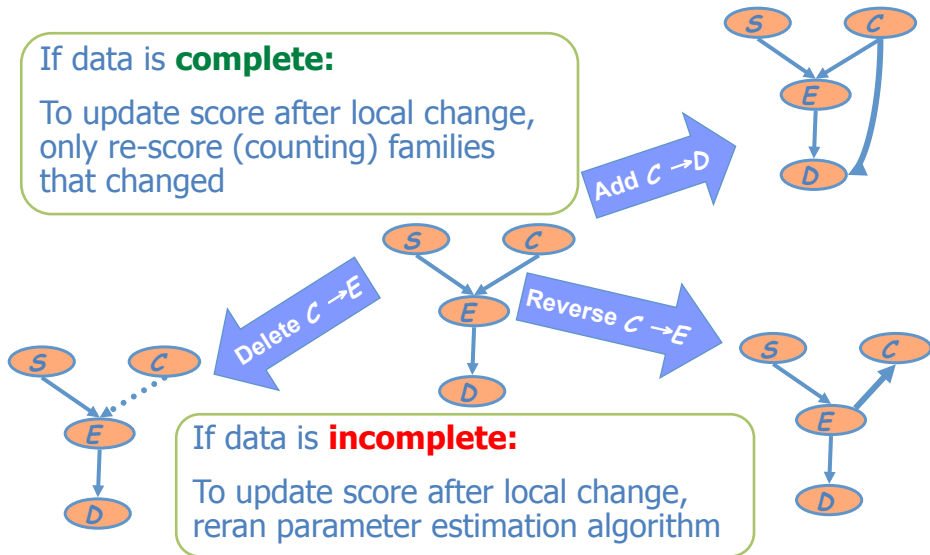 If data is complete:
To update score after local change,
only re-score (counting) families
that changed
S C
E
D
Add C →D
S C
E
D
Delete C →E
Reverse C →E
S C
E
D
S C
E
D
If data is incomplete:
To update score after local change,
reran parameter estimation algorithm